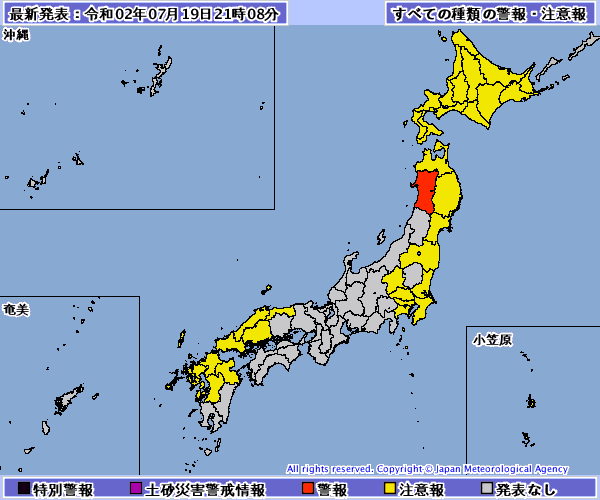 最新発表：令和02年07月19日21時08分
すべての種類の警報・注意報
沖縄
奄美
小笠原
All rights reserved. Copyright © Japan Meteorological Agency
特別警報 土砂災害警戒情報 警報 注意報 発表なし